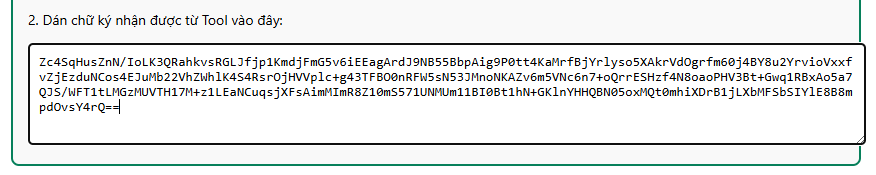 2. Dán chữ ký nhận được từ Tool vào đây:
Zc4SqHusZnN/IoLK3QRahkvsRGLJfjp1KmdjFmG5v6iEEagArdJ9NB55BbpAig9P0tt4KaMrfBjYrlyso5XAkrVdOgrfm60j4BY8u2YrvioVxxf
vZjEzduNCos4EJuMb22VhZWhlK4S4RsrOjHVVplc+g43TFBO0nRFW5sN53JMnoNKAZv6m5VNc6n7+oQrrESHzf4N8oaoPHV3Bt+Gwq1RBxAo5a7
QJS/WFT1tLMGzMUVTH17M+z1LEaNCuqsjXFsAimMImR8Z10mS571UNMUm11BI0Bt1hN+GKlnYHHQBN05oxMQt0mhiXDrB1jLXbMFSbSIYlE8B8m
pdOvsY4rQ==